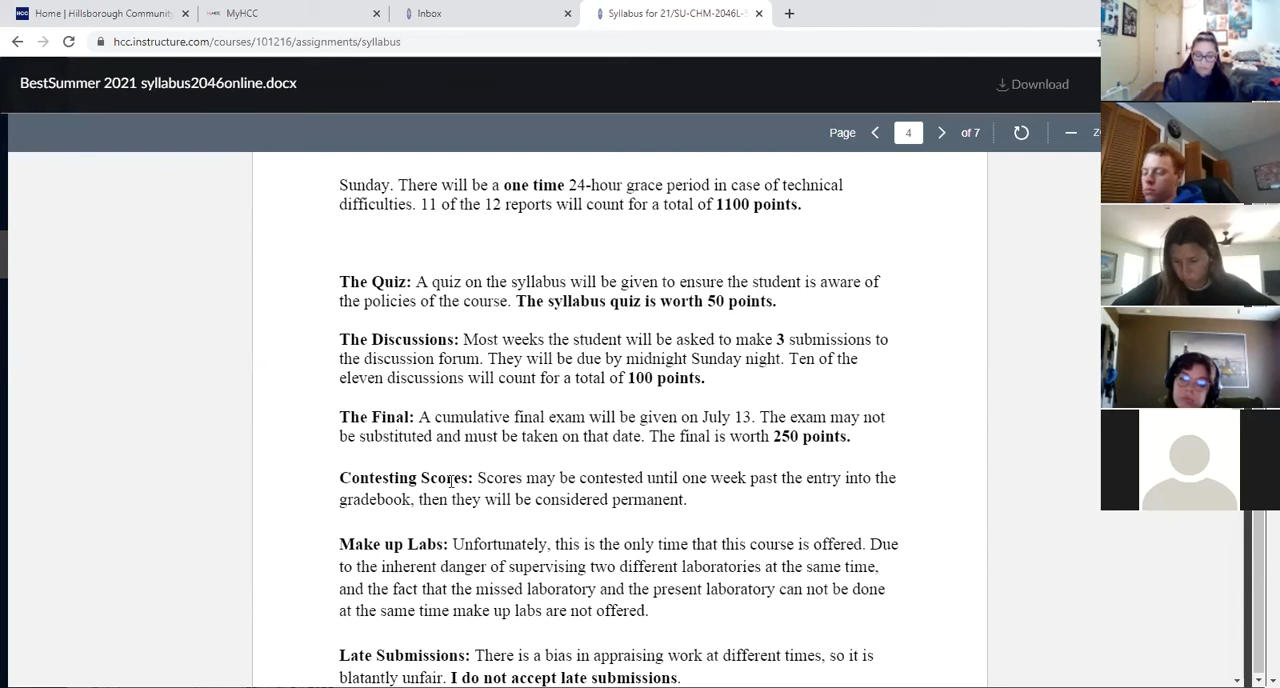 Home | Hillsborough Community
MyHCC
Inbox
Syllabus for 21/SU-CHM-2046L-
hcc.instructure.com/courses/101216/assignments/syllabus
BestSummer 2021 syllabus2046online.docx
Download
Page 4 of 7
Sunday. There will be a one time 24-hour grace period in case of technical
difficulties. 11 of the 12 reports will count for a total of 1100 points.
The Quiz: A quiz on the syllabus will be given to ensure the student is aware of
the policies of the course. The syllabus quiz is worth 50 points.
The Discussions: Most weeks the student will be asked to make 3 submissions to
the discussion forum. They will be due by midnight Sunday night. Ten of the
eleven discussions will count for a total of 100 points.
The Final: A cumulative final exam will be given on July 13. The exam may not
be substituted and must be taken on that date. The final is worth 250 points.
Contesting Scores: Scores may be contested until one week past the entry into the
gradebook, then they will be considered permanent.
Make up Labs: Unfortunately, this is the only time that this course is offered. Due
to the inherent danger of supervising two different laboratories at the same time,
and the fact that the missed laboratory and the present laboratory can not be done
at the same time make up labs are not offered.
Late Submissions: There is a bias in appraising work at different times, so it is
blatantly unfair. I do not accept late submissions.